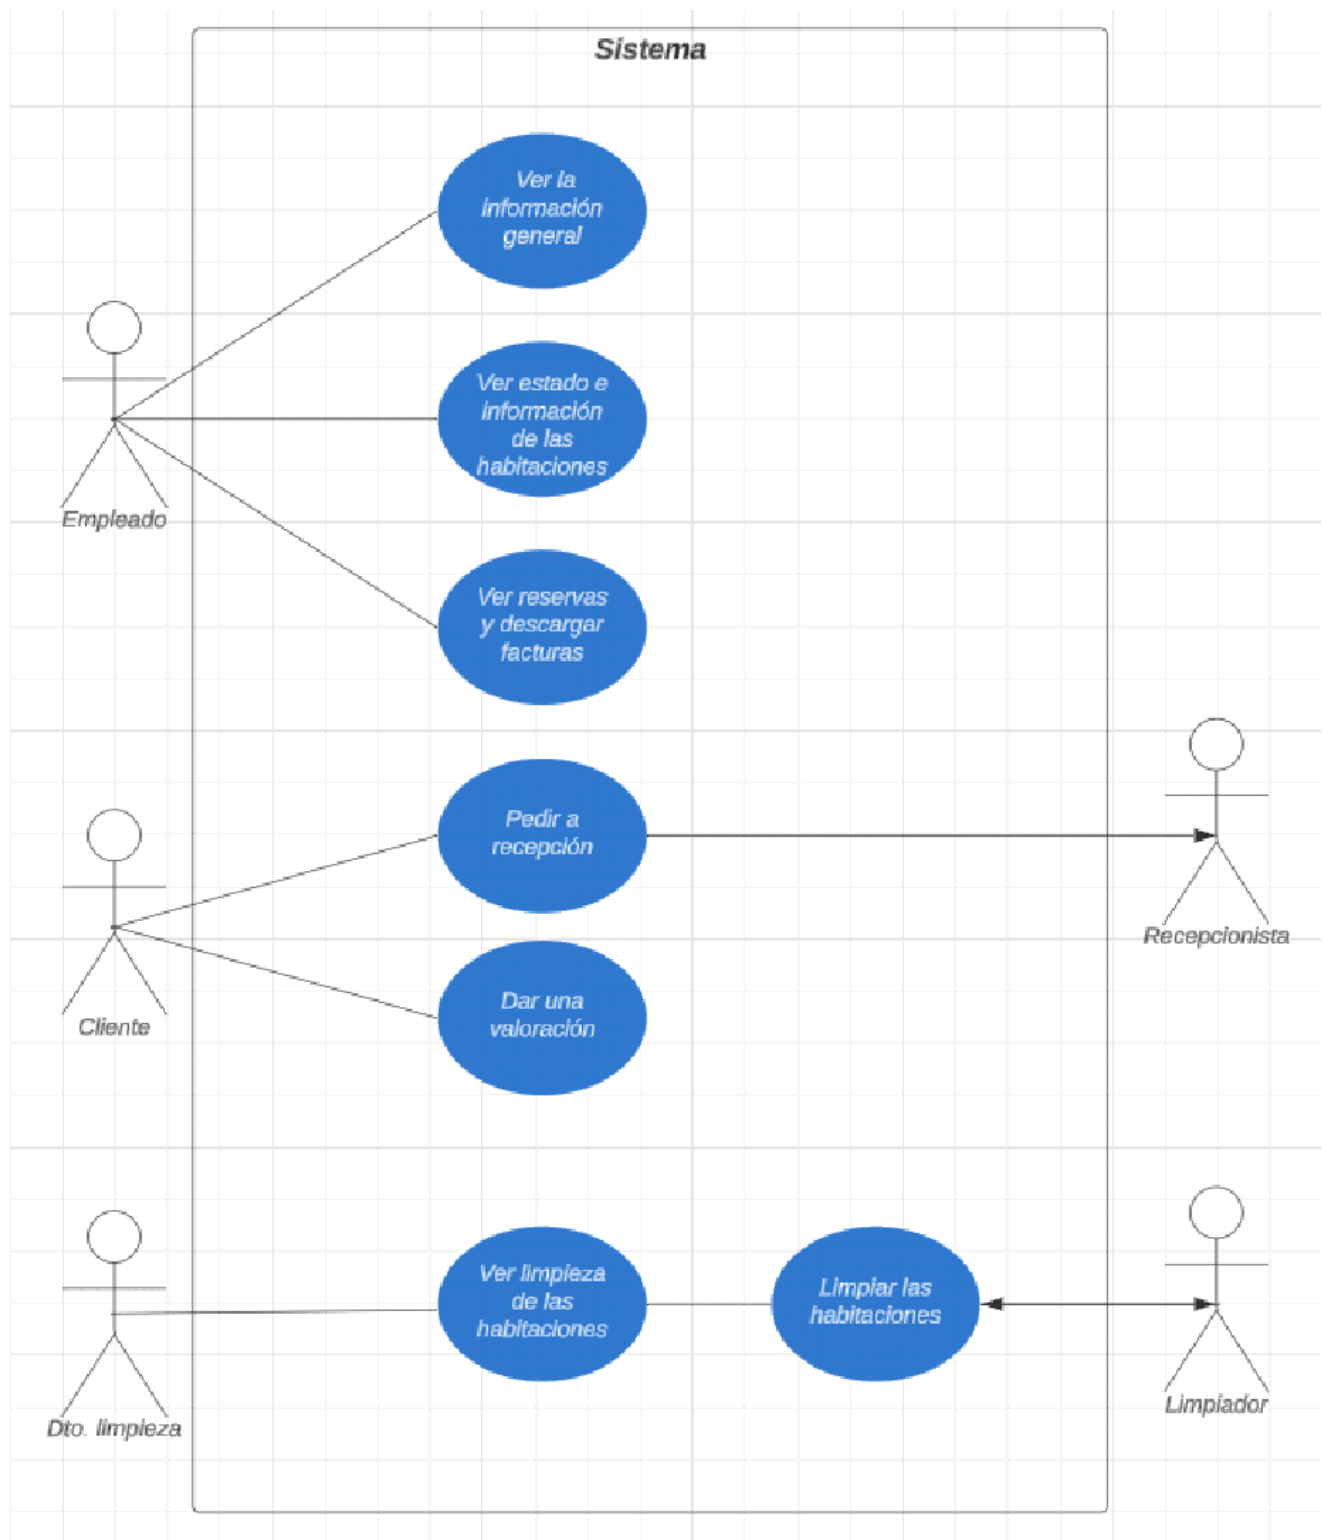 Sistema
Ver la
información
general
Ver estado e
información
de las
habitaciones
Empleado
Ver reservas
y descargar
facturas
Pedir a
recepción
Recepcionista
Dar una
valoración
Cliente
Ver limpieza
de las
habitaciones
Limpiar las
habitaciones
Limpiador
Dto. limpieza